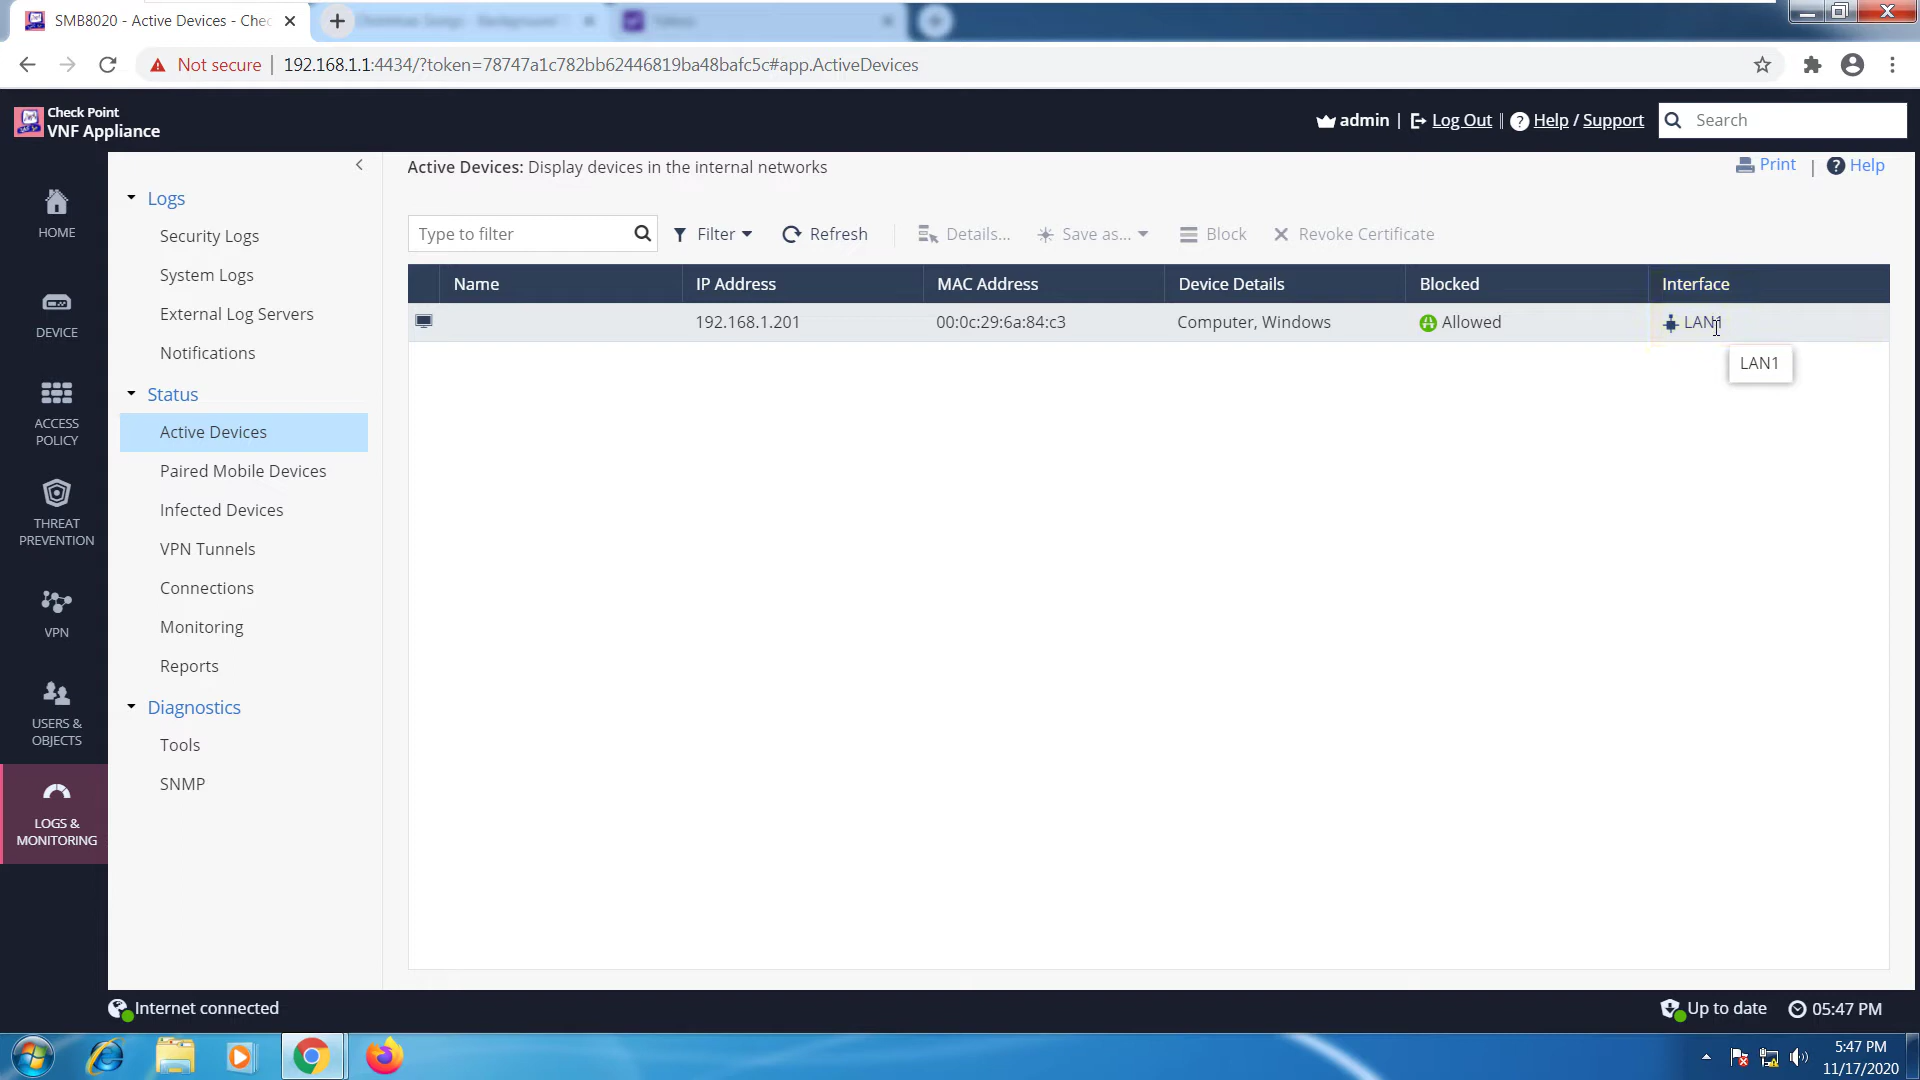 SMB8020 - Active Devices - Chec
Not secure | 192.168.1.1:4434/?token=78747a1c782bb62446819ba48bafc5c#app.ActiveDevices
Check Point
VNF Appliance
admin | Log Out || Help / Support
Search
HOME
DEVICE
ACCESS
POLICY
THREAT
PREVENTION
VPN
USERS &
OBJECTS
LOGS &
MONITORING
Logs
Security Logs
System Logs
External Log Servers
Notifications
Status
Active Devices
Paired Mobile Devices
Infected Devices
VPN Tunnels
Connections
Monitoring
Reports
Diagnostics
Tools
SNMP
Active Devices: Display devices in the internal networks
Print | Help
Type to filter Filter Refresh Details... Save as... Block Revoke Certificate
Name IP Address MAC Address Device Details Blocked Interface
192.168.1.201 00:0c:29:6a:84:c3 Computer, Windows Allowed LAN1
LAN1
Internet connected
Up to date 05:47 PM
5:47 PM
11/17/2020